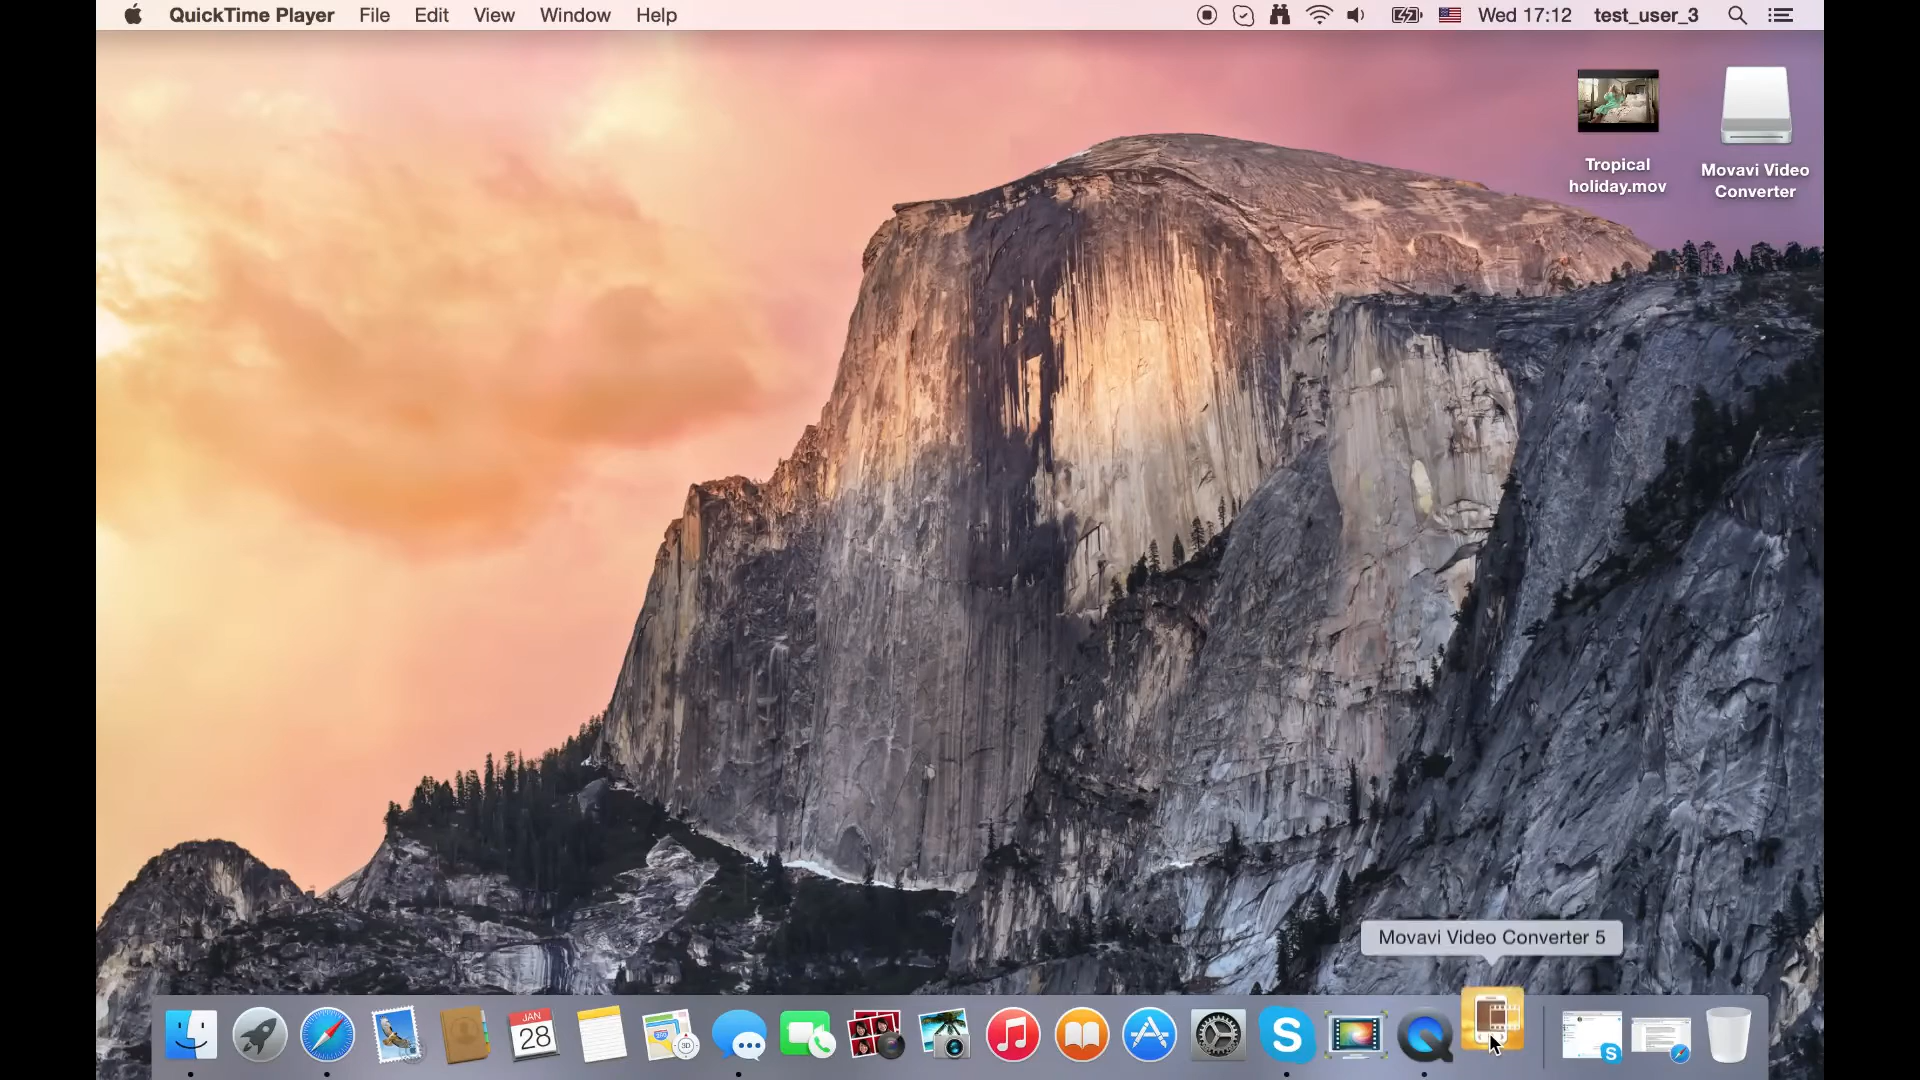 QuickTime Player File Edit View Window Help Wed 17:12 test_user_3
Tropical
holiday.mov
Movavi Video
Converter
Movavi Video Converter 5
JAN
28
3D
S
S